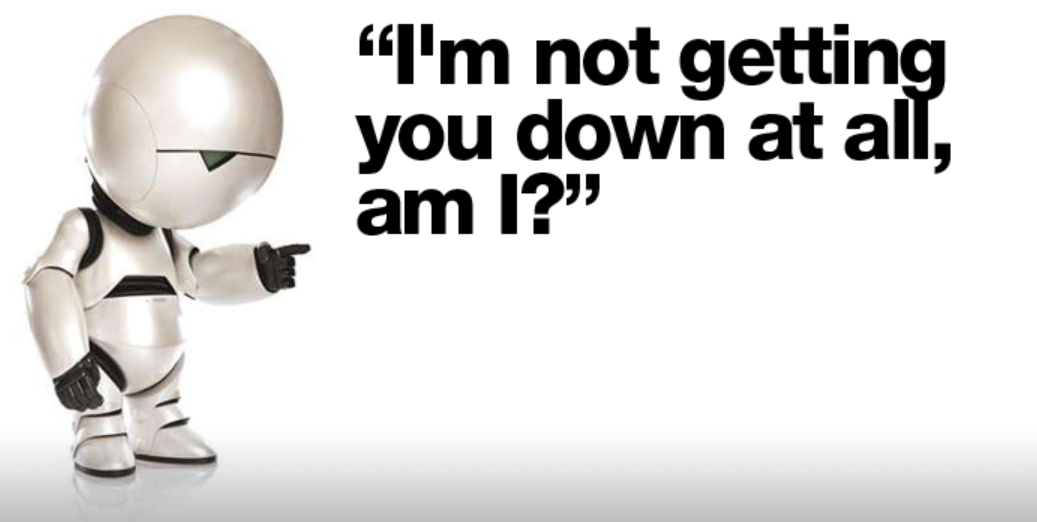 “I'm not getting
you down at all,
am I?”